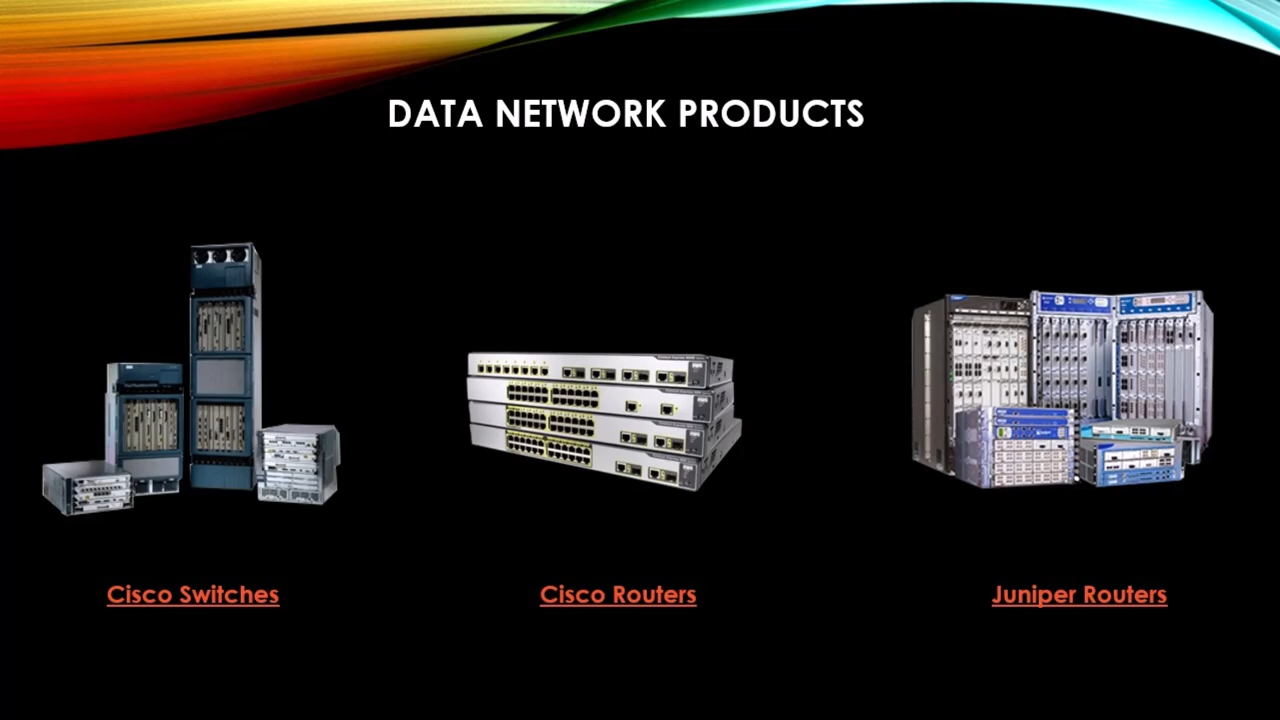 DATA NETWORK PRODUCTS
Cisco Switches
Cisco Routers
Juniper Routers